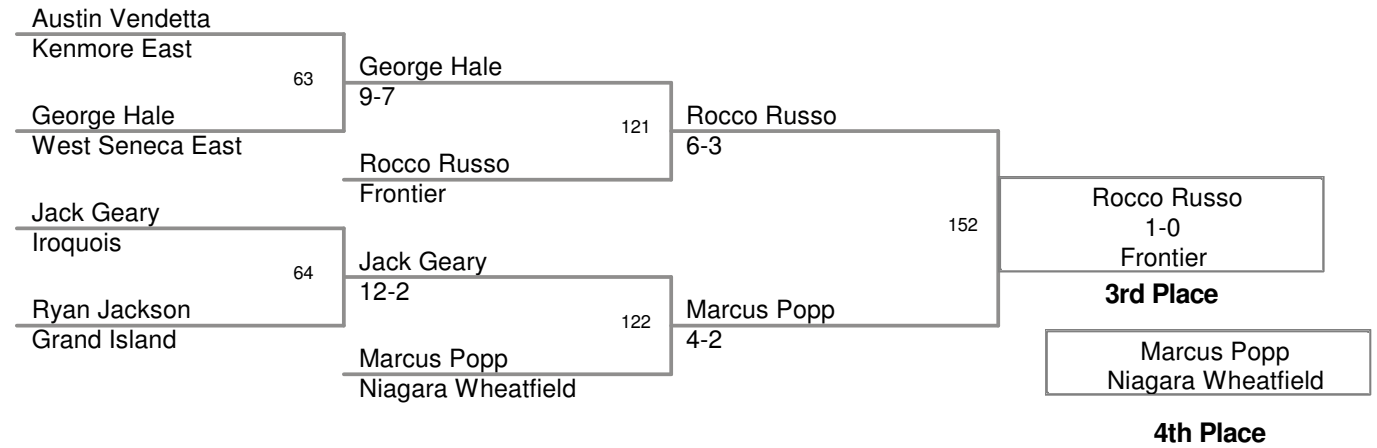 Austin Vendetta
Kenmore East
63
George Hale
West Seneca East
George Hale
9-7
121
Rocco Russo
Frontier
Rocco Russo
6-3
Jack Geary
Iroquois
64
Ryan Jackson
Grand Island
Jack Geary
12-2
122
Marcus Popp
Niagara Wheatfield
Marcus Popp
4-2
152
Rocco Russo
1-0
Frontier
3rd Place
Marcus Popp
Niagara Wheatfield
4th Place